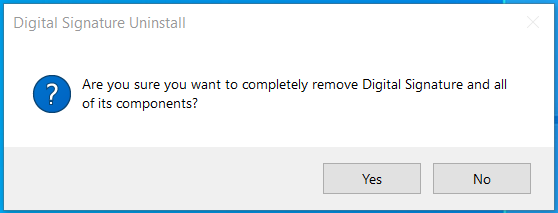 Digital Signature Uninstall
Are you sure you want to completely remove Digital Signature and all
of its components?
Yes
No